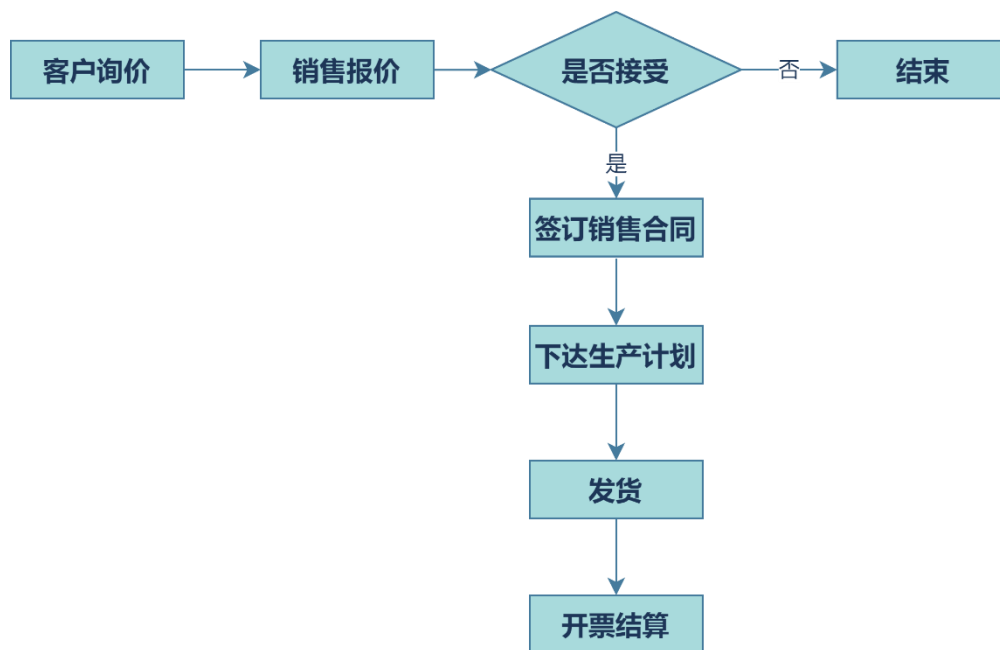 客户询价
销售报价
是否接受
否
结束
是
签订销售合同
下达生产计划
发货
开票结算